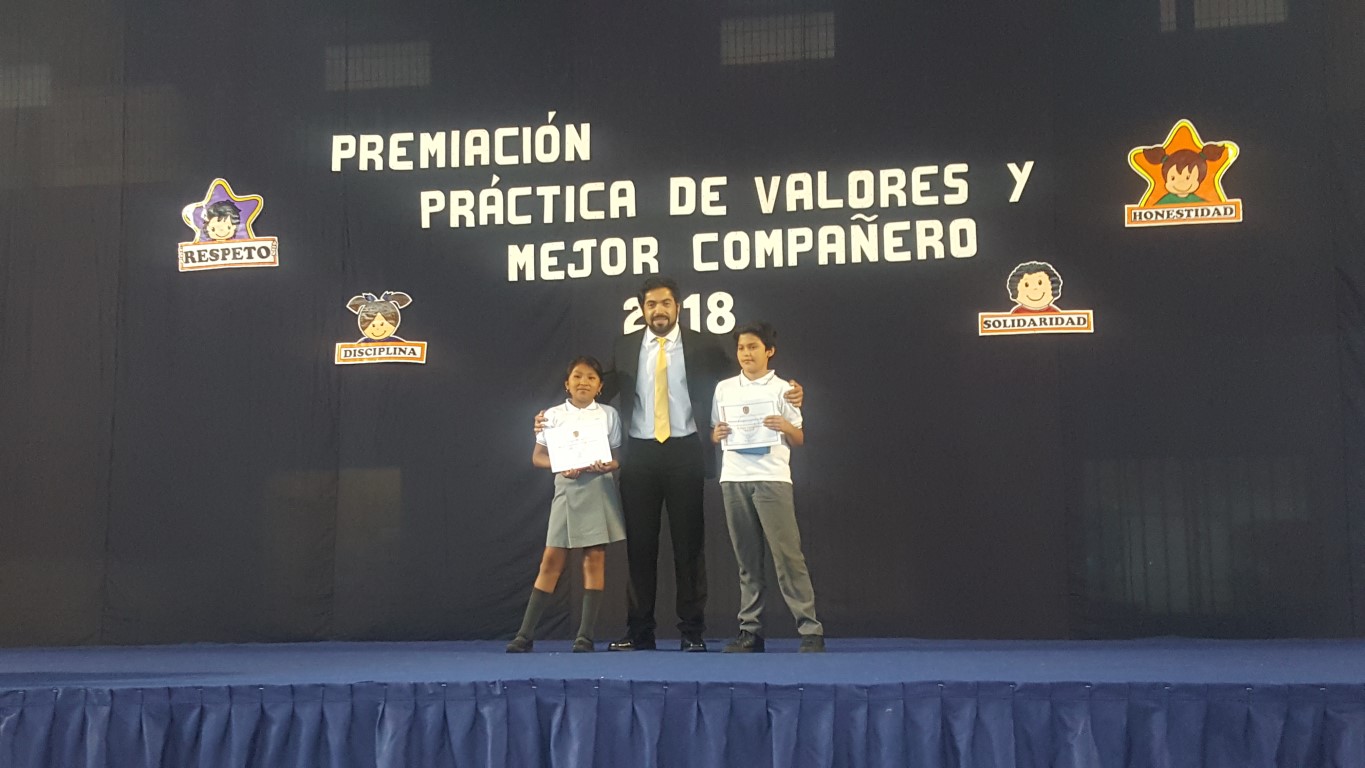 PREMIACIÓN
PRÁCTICA DE VALORES Y
MEJOR COMPAÑERO
2018
RESPETO
HONESTIDAD
DISCIPLINA
SOLIDARIDAD